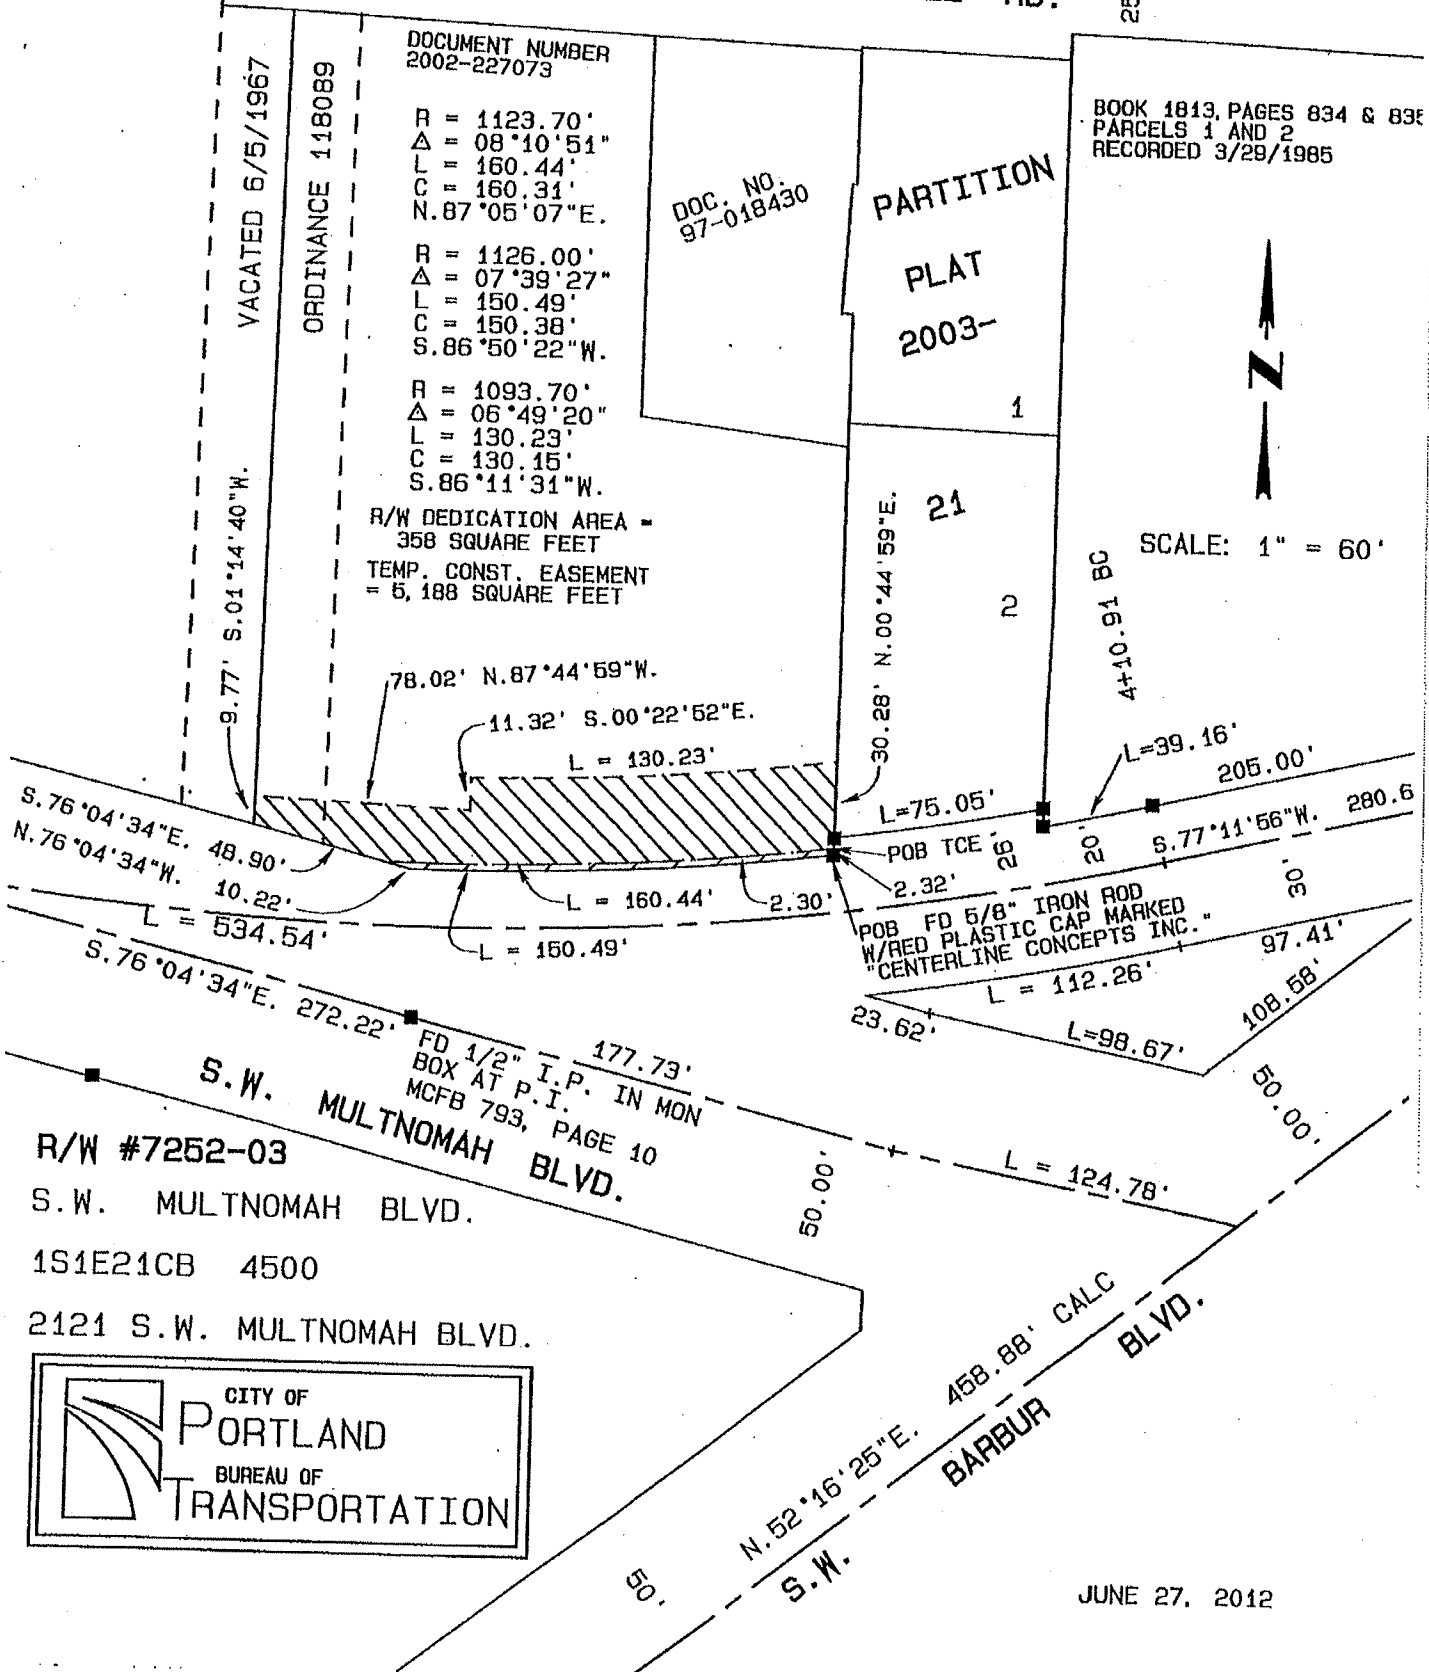 RD.
25
VACATED 6/5/1967
ORDINANCE 118089
DOCUMENT NUMBER
2002-227073
R = 1123.70'
Δ = 08°10'51"
L = 160.44'
C = 160.31'
N.87°05'07"E.
R = 1126.00'
Δ = 07°39'27"
L = 150.49'
C = 150.38'
S.86°50'22"W.
R = 1093.70'
Δ = 06°49'20"
L = 130.23'
C = 130.15'
S.86°11'31"W.
R/W DEDICATION AREA =
358 SQUARE FEET
TEMP. CONST. EASEMENT
= 5,188 SQUARE FEET
DOC. NO.
97-018430
PARTITION
PLAT
2003-
1
21
2
BOOK 1813, PAGES 834 & 835
PARCELS 1 AND 2
RECORDED 3/29/1985
N
SCALE: 1" = 60'
4+10.91 BC
9.77' S.01°14'40"W.
78.02' N.87°44'59"W.
11.32' S.00°22'52"E.
L = 130.23'
30.28' N.00°44'59"E.
L=39.16'
205.00'
L=75.05'
S.76°04'34"E. 48.90'
N.76°04'34"W. 10.22'
POB TCE
26'
20'
S.77°11'56"W. 280.6
2.32'
30'
L = 160.44'
2.30'
L = 534.54'
L = 150.49'
POB FD 5/8" IRON ROD
W/RED PLASTIC CAP MARKED
"CENTERLINE CONCEPTS INC."
S.76°04'34"E. 272.22'
97.41'
L = 112.26'
108.58'
23.62'
L=98.67'
FD 1/2" I.P. IN MON
BOX AT P.I.
MCFB 793, PAGE 10
177.73'
50.00'
S.W. MULTNOMAH BLVD.
50.00'
L = 124.78'
R/W #7252-03
S.W. MULTNOMAH BLVD.
1S1E21CB 4500
2121 S.W. MULTNOMAH BLVD.
CITY OF
PORTLAND
BUREAU OF
TRANSPORTATION
N.52°16'25"E. 458.88' CALC
S.W. BARBUR BLVD.
50'
JUNE 27, 2012